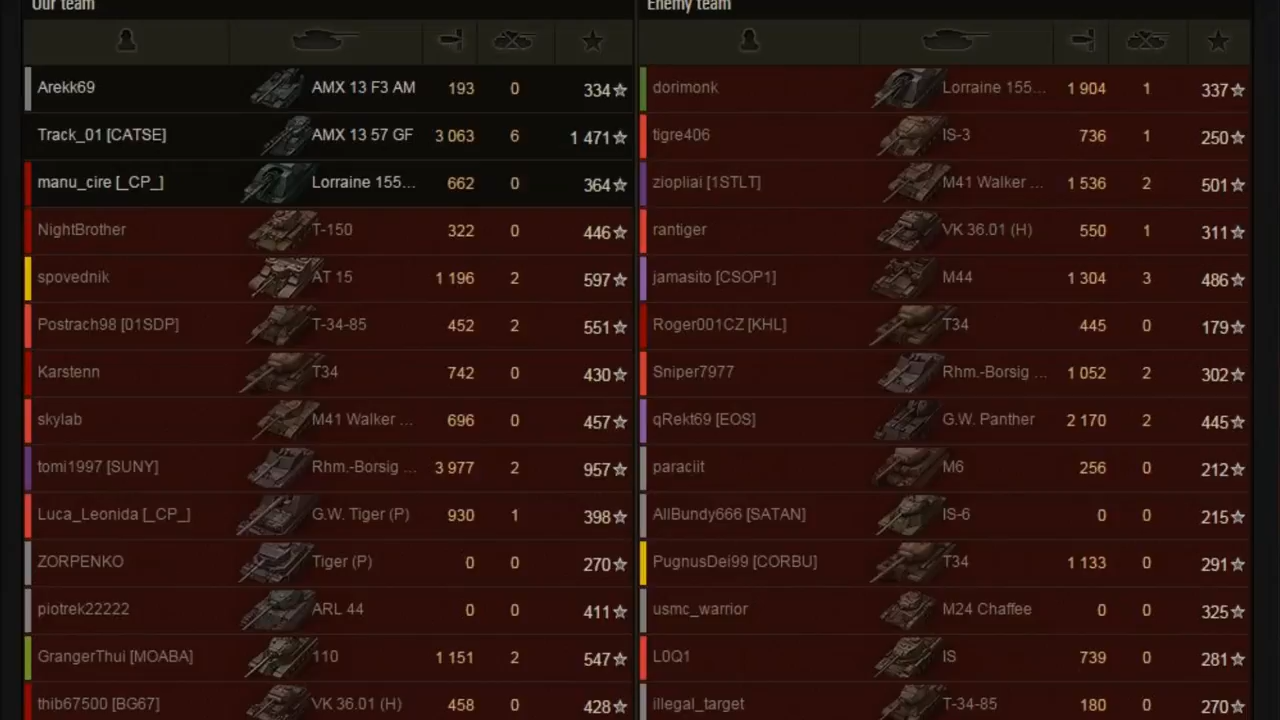 Our team
Enemy team
Arekk69 AMX 13 F3 AM 193 0 334
dorimonk Lorraine 155... 1 904 1 337
Track_01 [CATSE] AMX 13 57 GF 3 063 6 1 471
tigre406 IS-3 736 1 250
manu_cire [_CP_] Lorraine 155... 662 0 364
ziopliai [1STLT] M41 Walker ... 1 536 2 501
NightBrother T-150 322 0 446
rantiger VK 36.01 (H) 550 1 311
spovednik AT 15 1 196 2 597
jamasito [CSOP1] M44 1 304 3 486
Postrach98 [01SDP] T-34-85 452 2 551
Roger001CZ [KHL] T34 445 0 179
Karstenn T34 742 0 430
Sniper7977 Rhm.-Borsig ... 1 052 2 302
skylab M41 Walker ... 696 0 457
qRekt69 [EOS] G.W. Panther 2 170 2 445
tomi1997 [SUNY] Rhm.-Borsig ... 3 977 2 957
paraciit M6 256 0 212
Luca_Leonida [_CP_] G.W. Tiger (P) 930 1 398
AllBundy666 [SATAN] IS-6 0 0 215
ZORPENKO Tiger (P) 0 0 270
PugnusDei99 [CORBU] T34 1 133 0 291
piotrek22222 ARL 44 0 0 411
usmc_warrior M24 Chaffee 0 0 325
GrangerThui [MOABA] 110 1 151 2 547
L0Q1 IS 739 0 281
thib67500 [BG67] VK 36.01 (H) 458 0 428
illegal_target T-34-85 180 0 270